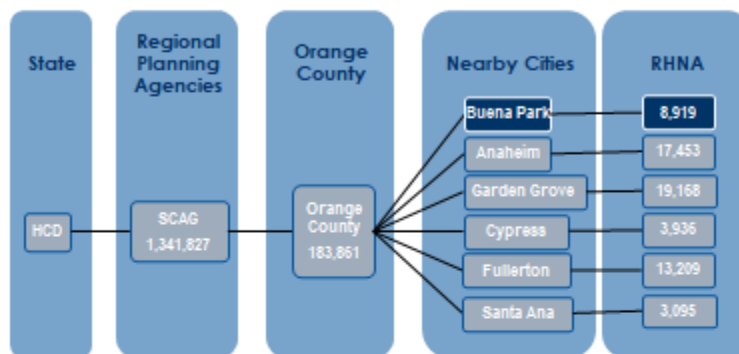 State
Regional
Planning
Agencies
Orange
County
Nearby Cities
RHNA
HCD
SCAG
1,341,827
Orange
County
183,861
Buena Park
8,919
Anaheim
17,453
Garden Grove
19,168
Cypress
3,936
Fullerton
13,209
Santa Ana
3,095